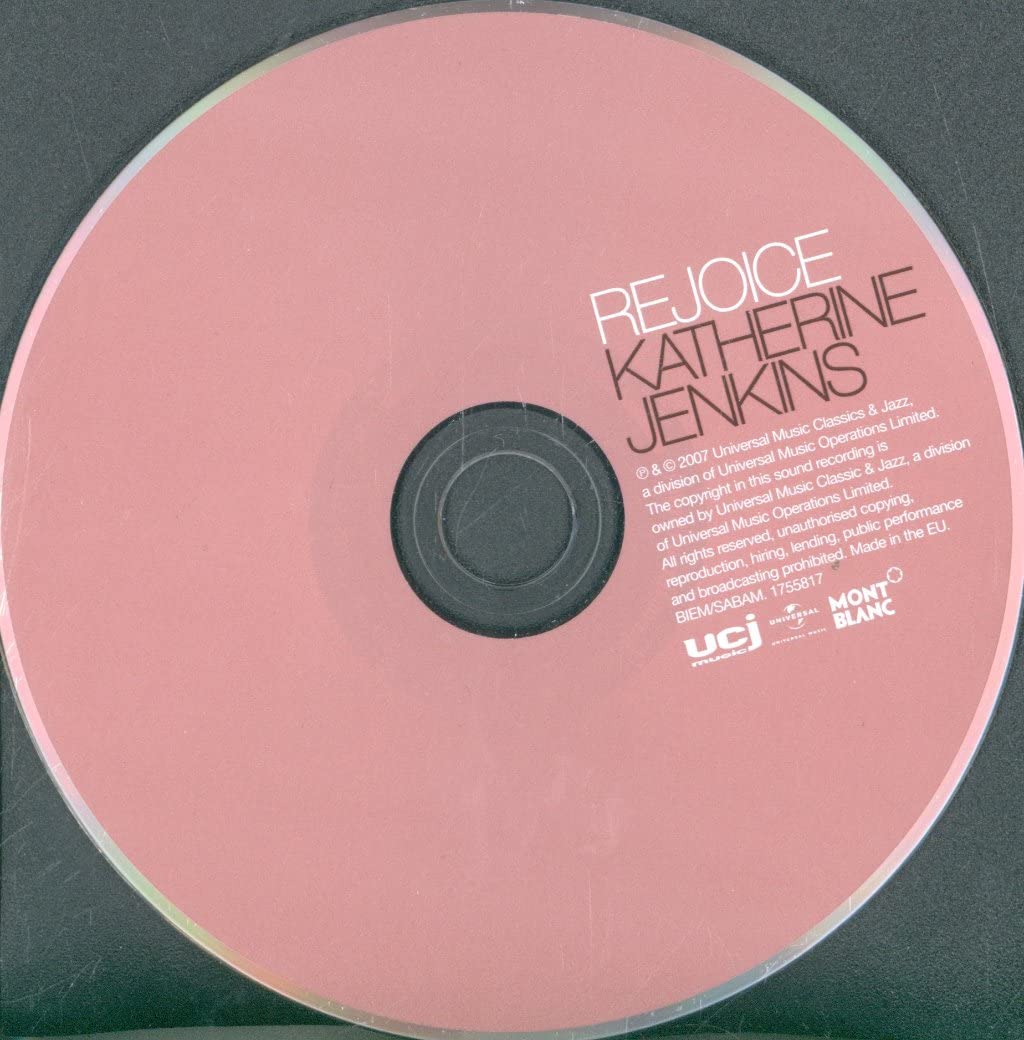 REJOICE
KATHERINE
JENKINS
℗ & © 2007 Universal Music Classics & Jazz,
a division of Universal Music Operations Limited.
The copyright in this sound recording is
owned by Universal Music Classic & Jazz, a division
of Universal Music Operations Limited.
All rights reserved, unauthorised copying,
reproduction, hiring, lending, public performance
and broadcasting prohibited. Made in the EU.
BIEM/SABAM. 1755817
ucj
music
UNIVERSAL
UNIVERSAL MUSIC
MONT
BLANC